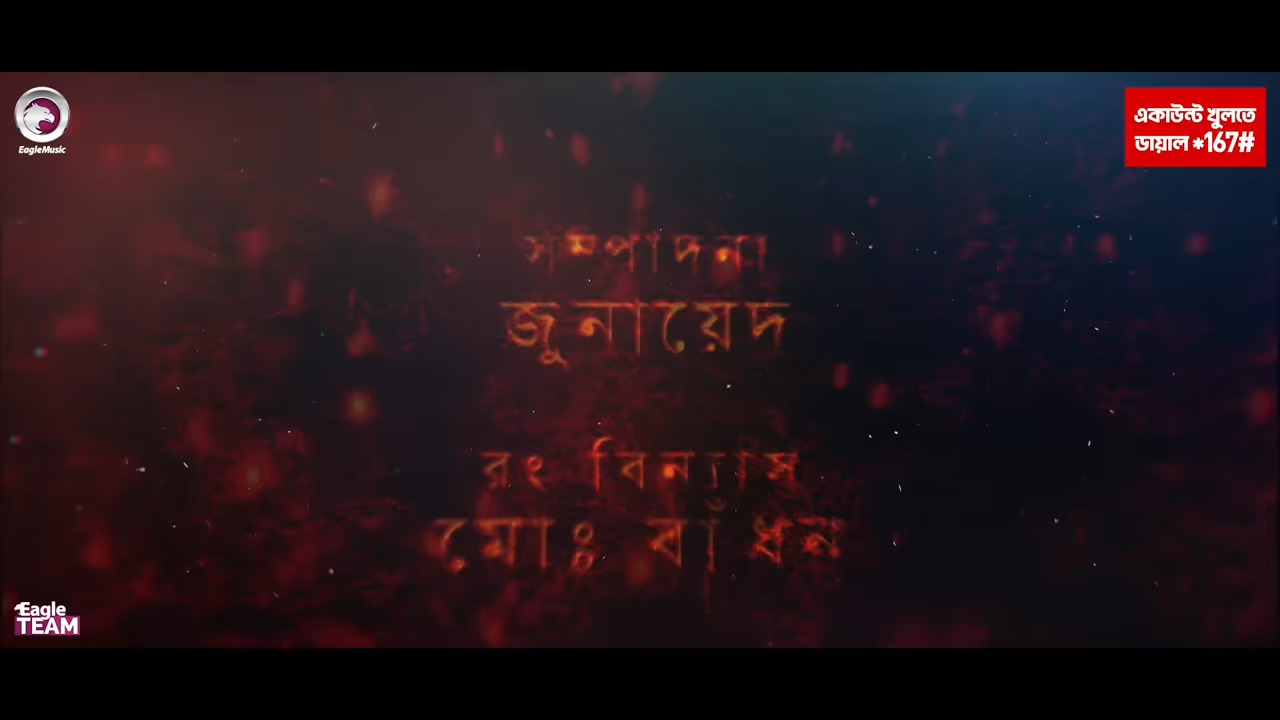 EagleMusic
একাউন্ট খুলতে
ডায়াল *167#
সম্পাদনা
জুনায়েদ
রং বিন্যাস
মোঃ বাঁধন
Eagle
TEAM